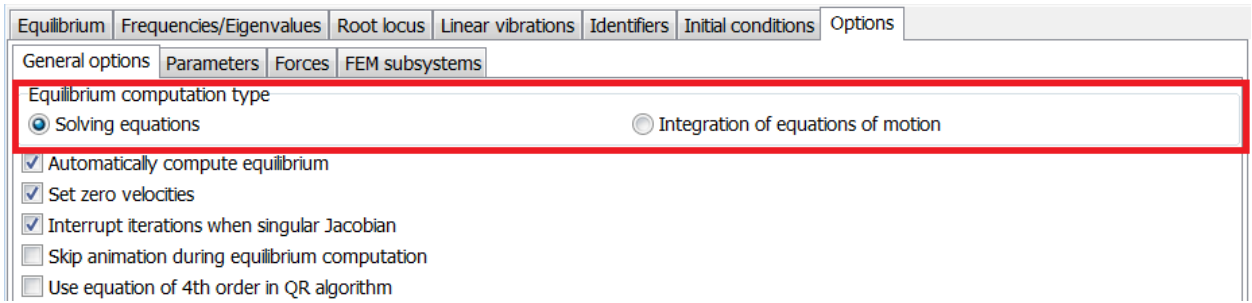 Equilibrium Frequencies/Eigenvalues Root locus Linear vibrations Identifiers Initial conditions Options
General options Parameters Forces FEM subsystems
Equilibrium computation type
Solving equations Integration of equations of motion
Automatically compute equilibrium
Set zero velocities
Interrupt iterations when singular Jacobian
Skip animation during equilibrium computation
Use equation of 4th order in QR algorithm